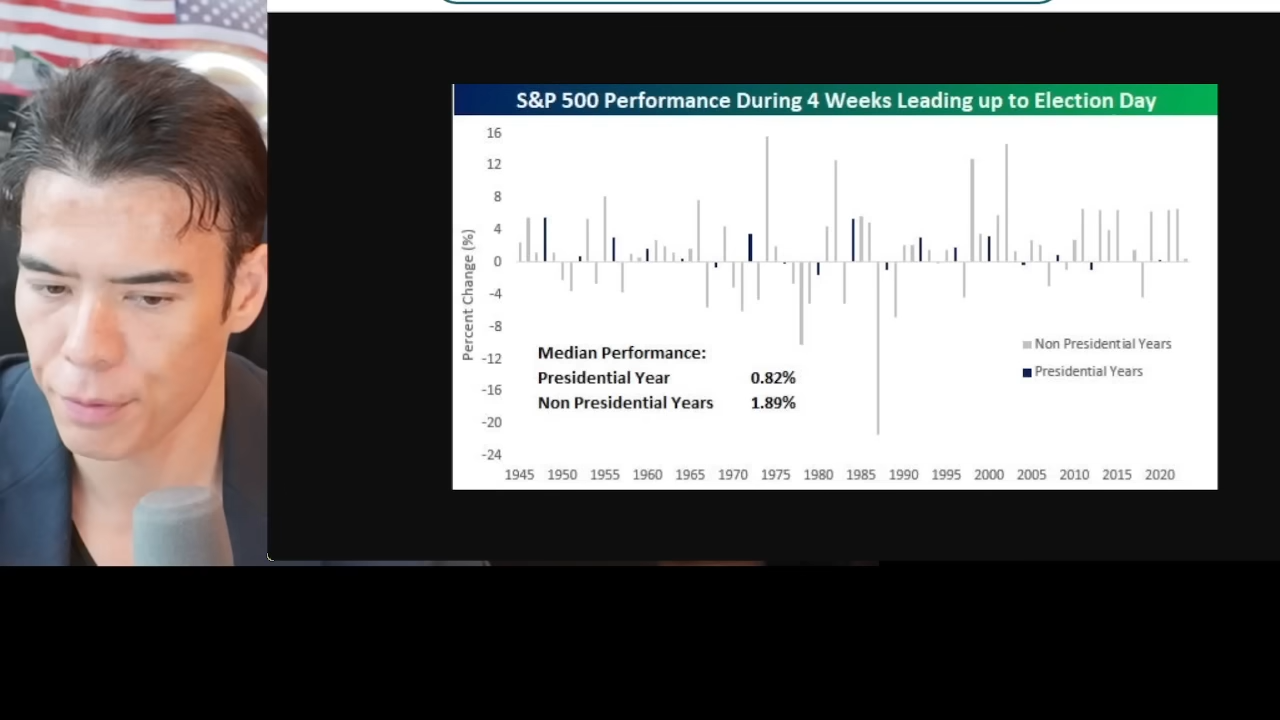 S&P 500 Performance During 4 Weeks Leading up to Election Day
16
12
8
4
0
-4
-8
-12
-16
-20
-24
Percent Change (%)
Median Performance:
Presidential Year 0.82%
Non Presidential Years 1.89%
Non Presidential Years
Presidential Years
1945 1950 1955 1960 1965 1970 1975 1980 1985 1990 1995 2000 2005 2010 2015 2020